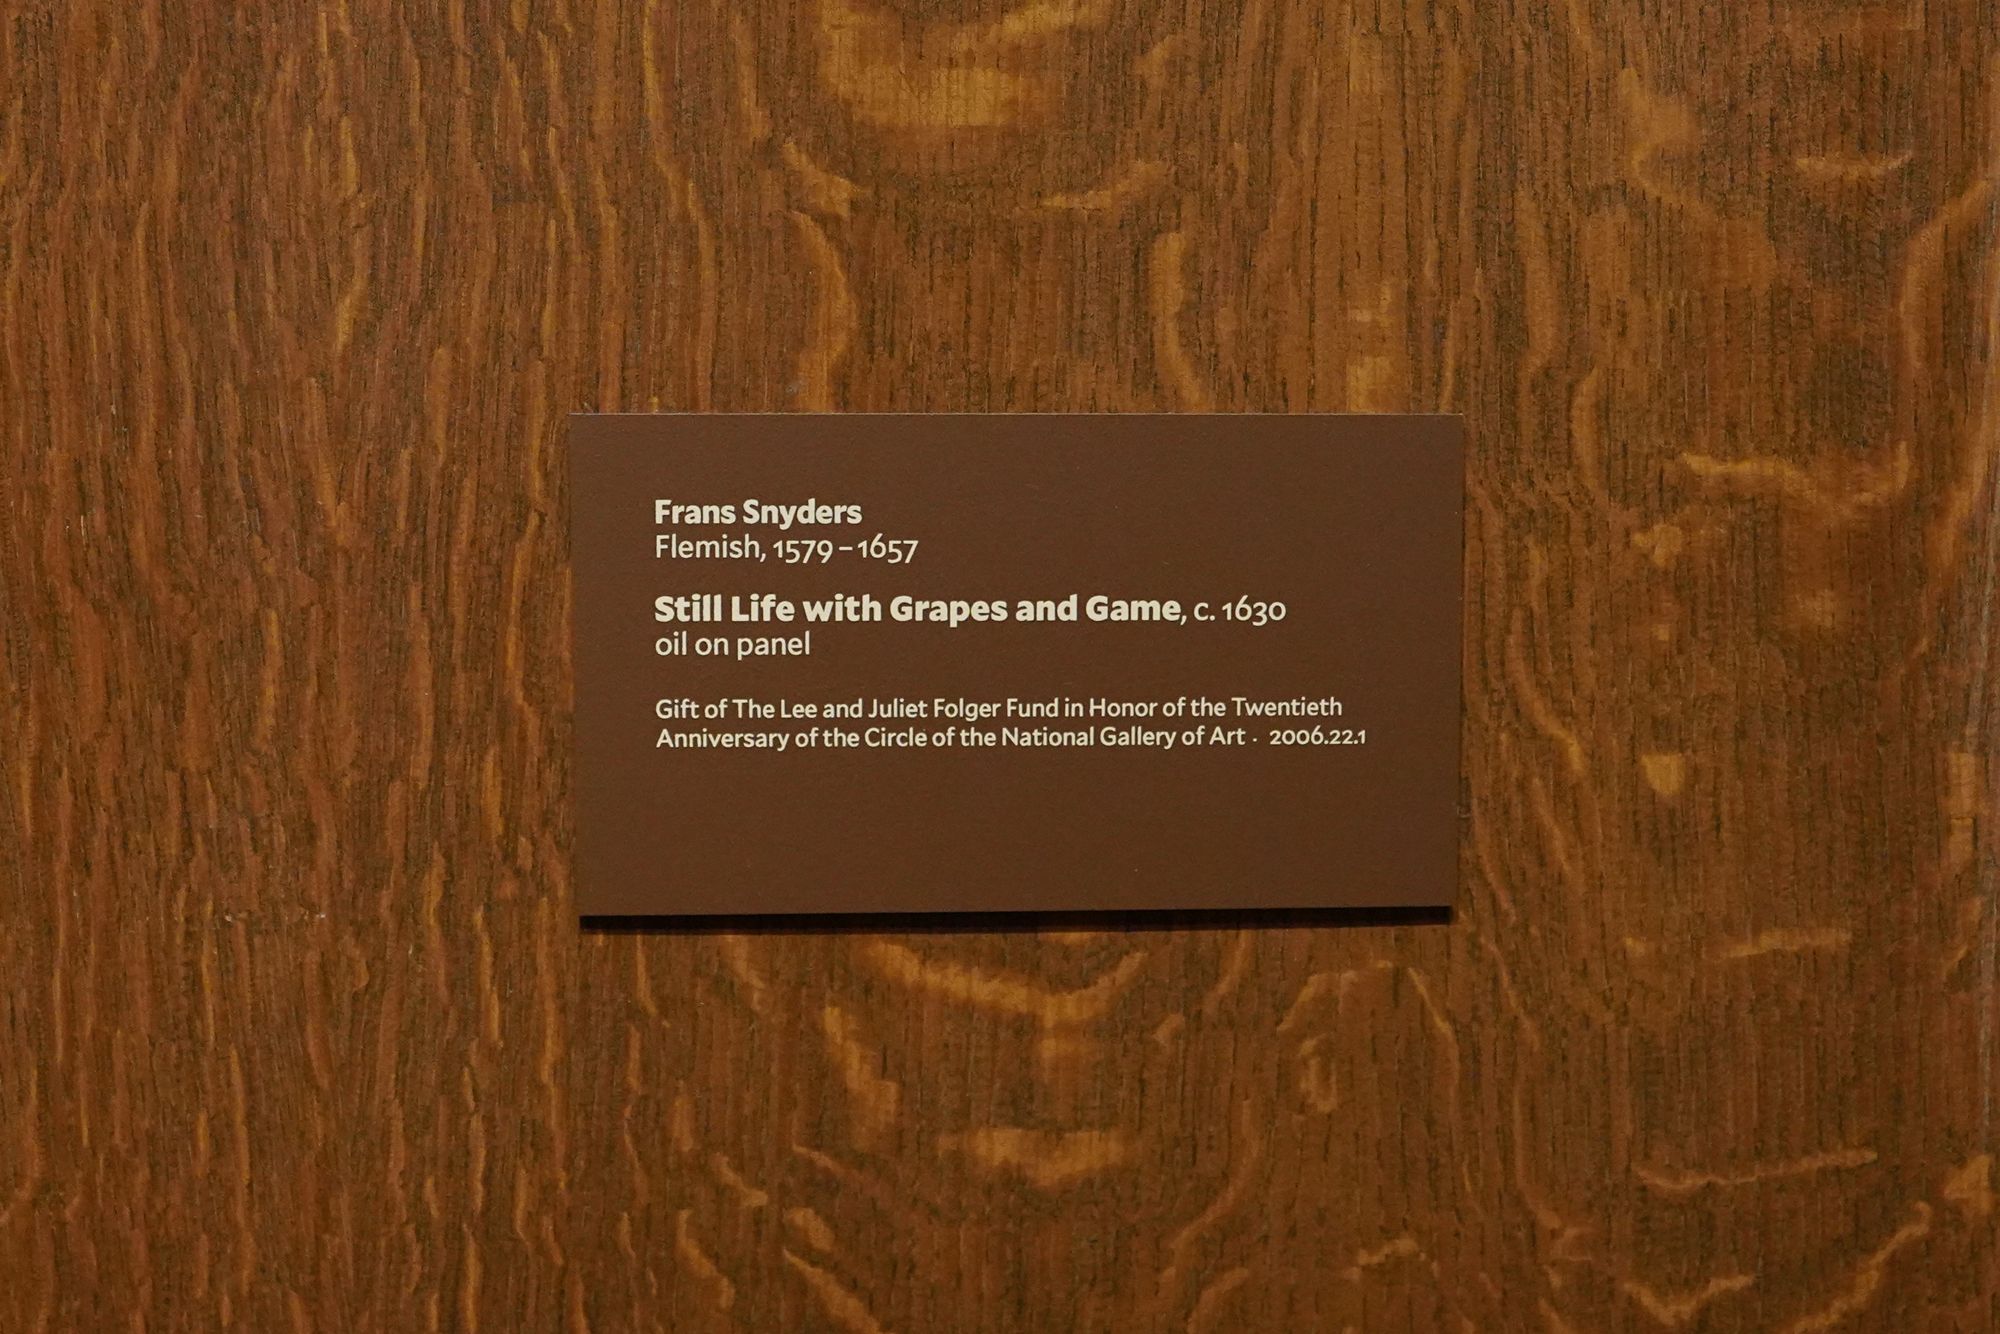 Frans Snyders
Flemish, 1579 – 1657
Still Life with Grapes and Game, c. 1630
oil on panel
Gift of The Lee and Juliet Folger Fund in Honor of the Twentieth
Anniversary of the Circle of the National Gallery of Art · 2006.22.1